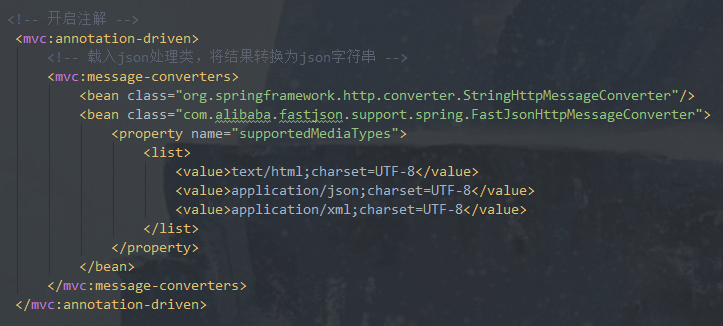 <!-- 开启注解 -->
<mvc:annotation-driven>
<!-- 载入json处理类，将结果转换为json字符串 -->
<mvc:message-converters>
<bean class="org.springframework.http.converter.StringHttpMessageConverter"/>
<bean class="com.alibaba.fastjson.support.spring.FastJsonHttpMessageConverter">
<property name="supportedMediaTypes">
<list>
<value>text/html;charset=UTF-8</value>
<value>application/json;charset=UTF-8</value>
<value>application/xml;charset=UTF-8</value>
</list>
</property>
</bean>
</mvc:message-converters>
</mvc:annotation-driven>